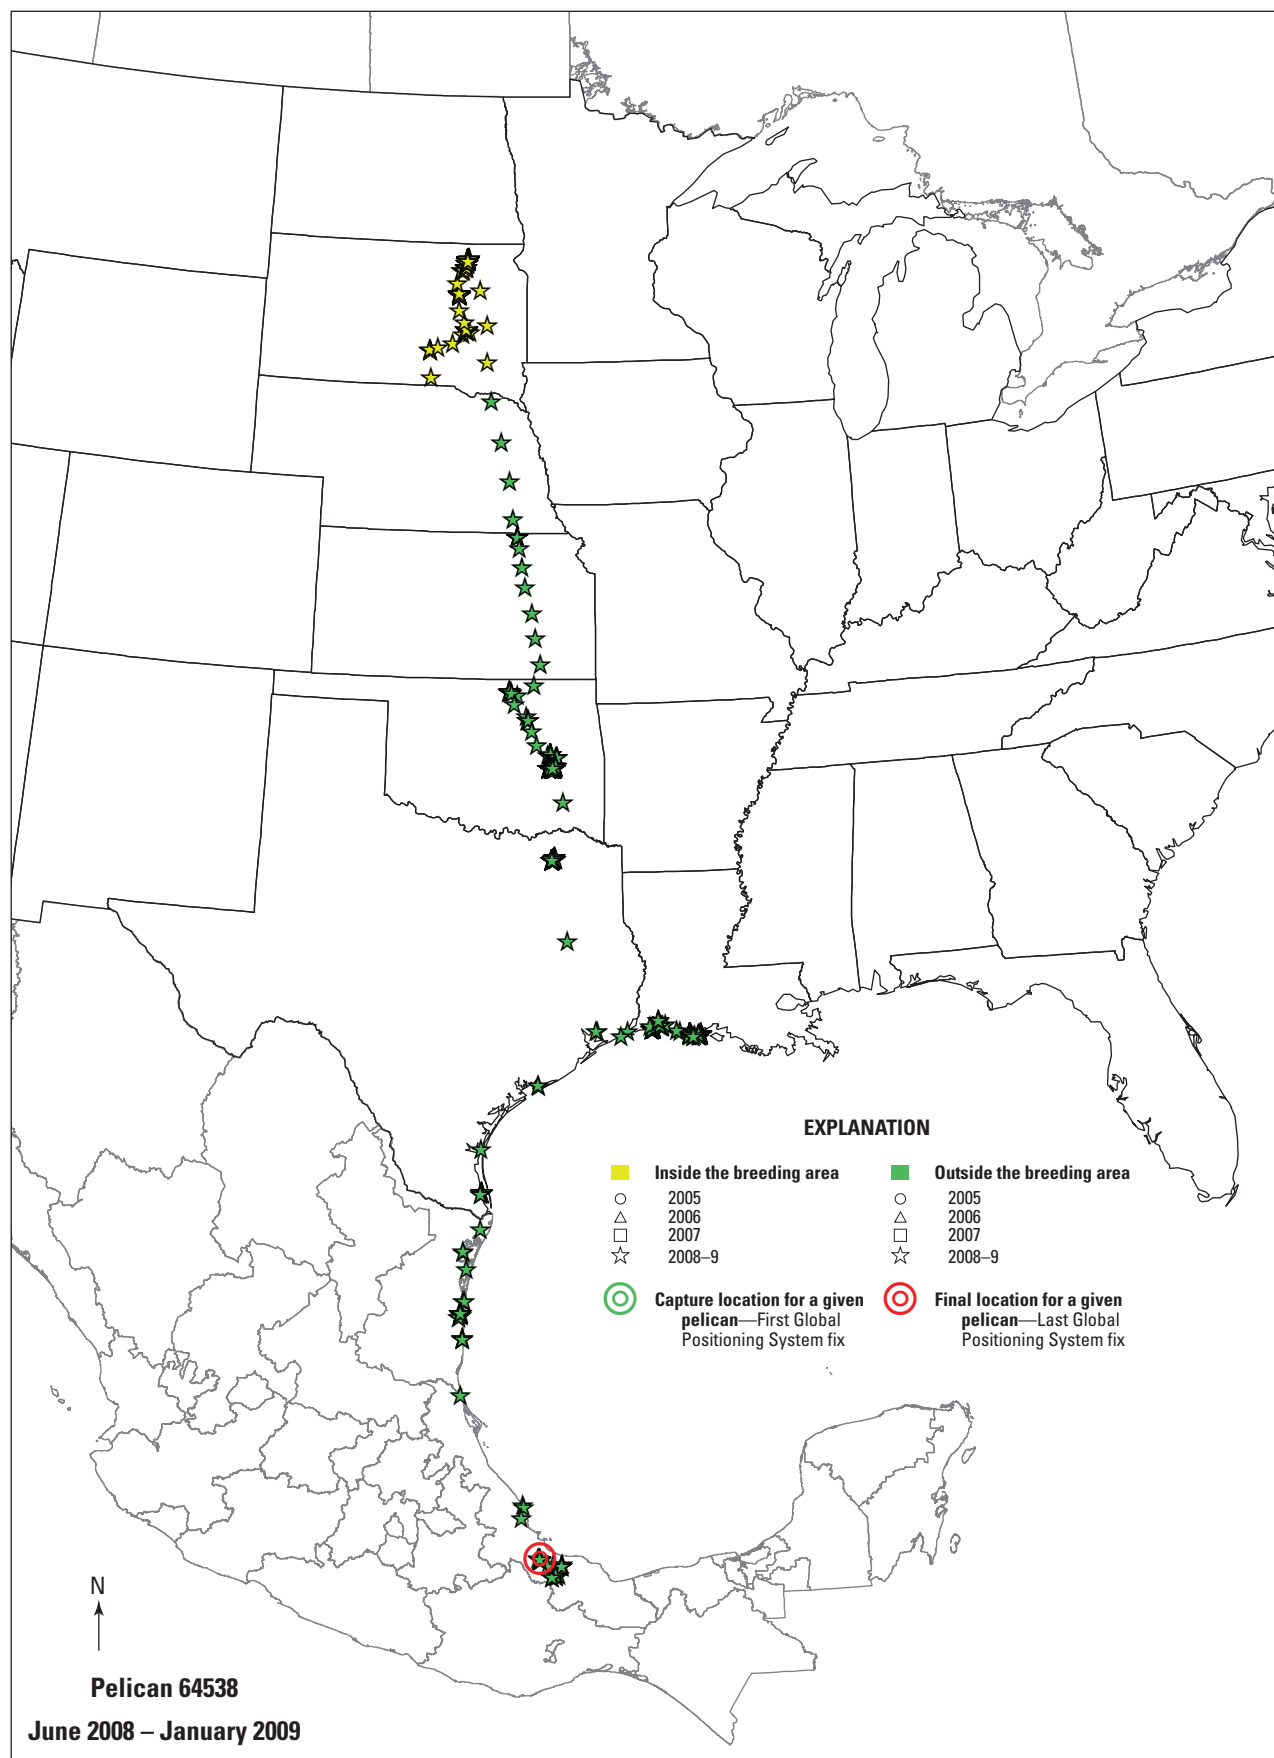 EXPLANATION
Inside the breeding area
2005
2006
2007
2008–9
Capture location for a given
pelican—First Global
Positioning System fix
Outside the breeding area
2005
2006
2007
2008–9
Final location for a given
pelican—Last Global
Positioning System fix
N
Pelican 64538
June 2008 – January 2009